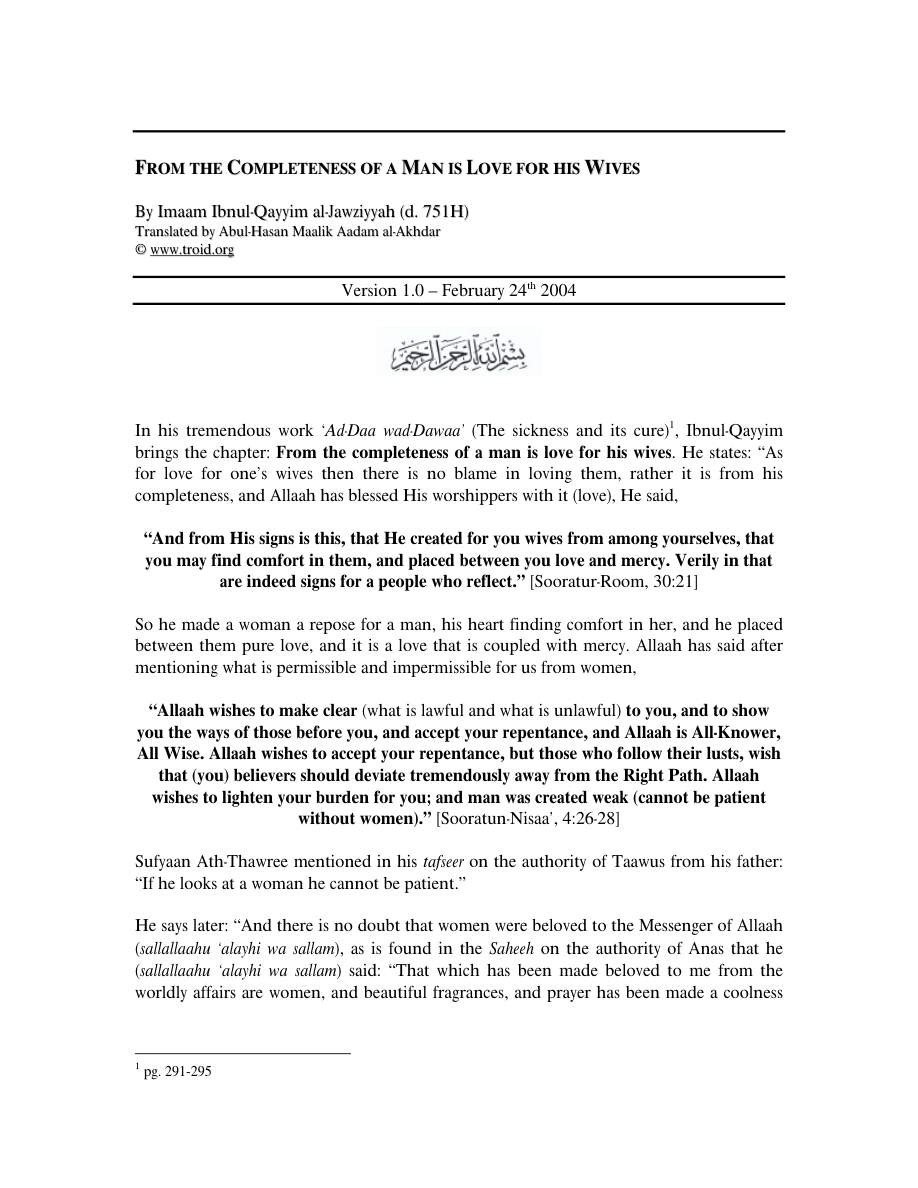 FROM THE COMPLETENESS OF A MAN IS LOVE FOR HIS WIVES
By Imaam Ibnul-Qayyim al-Jawziyyah (d. 751H)
Translated by Abul-Hasan Maalik Aadam al-Akhdar
© www.troid.org
Version 1.0 – February 24th 2004
بسم الله الرحمن الرحيم
In his tremendous work ‘Ad-Daa wad-Dawaa’ (The sickness and its cure)1, Ibnul-Qayyim
brings the chapter: From the completeness of a man is love for his wives. He states: “As
for love for one’s wives then there is no blame in loving them, rather it is from his
completeness, and Allaah has blessed His worshippers with it (love), He said,
“And from His signs is this, that He created for you wives from among yourselves, that
you may find comfort in them, and placed between you love and mercy. Verily in that
are indeed signs for a people who reflect.” [Sooratur-Room, 30:21]
So he made a woman a repose for a man, his heart finding comfort in her, and he placed
between them pure love, and it is a love that is coupled with mercy. Allaah has said after
mentioning what is permissible and impermissible for us from women,
“Allaah wishes to make clear (what is lawful and what is unlawful) to you, and to show
you the ways of those before you, and accept your repentance, and Allaah is All-Knower,
All Wise. Allaah wishes to accept your repentance, but those who follow their lusts, wish
that (you) believers should deviate tremendously away from the Right Path. Allaah
wishes to lighten your burden for you; and man was created weak (cannot be patient
without women).” [Sooratun-Nisaa’, 4:26-28]
Sufyaan Ath-Thawree mentioned in his tafseer on the authority of Taawus from his father:
“If he looks at a woman he cannot be patient.”
He says later: “And there is no doubt that women were beloved to the Messenger of Allaah
(sallallaahu ‘alayhi wa sallam), as is found in the Saheeh on the authority of Anas that he
(sallallaahu ‘alayhi wa sallam) said: “That which has been made beloved to me from the
worldly affairs are women, and beautiful fragrances, and prayer has been made a coolness
1 pg. 291-295